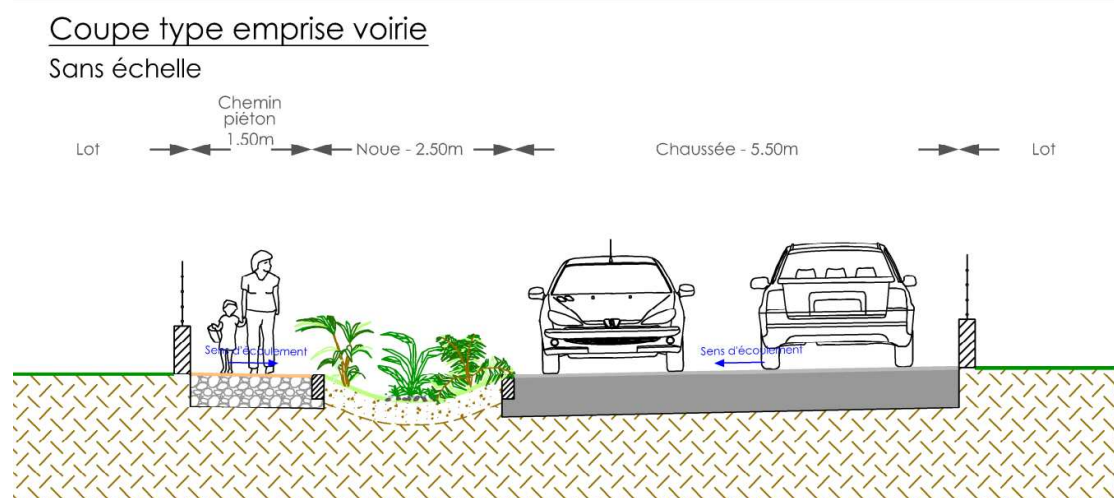 Coupe type emprise voirie
Sans échelle
Chemin
piéton
1.50m
Lot
Noue - 2.50m
Chaussée - 5.50m
Lot
Sens d'écoulement
Sens d'écoulement